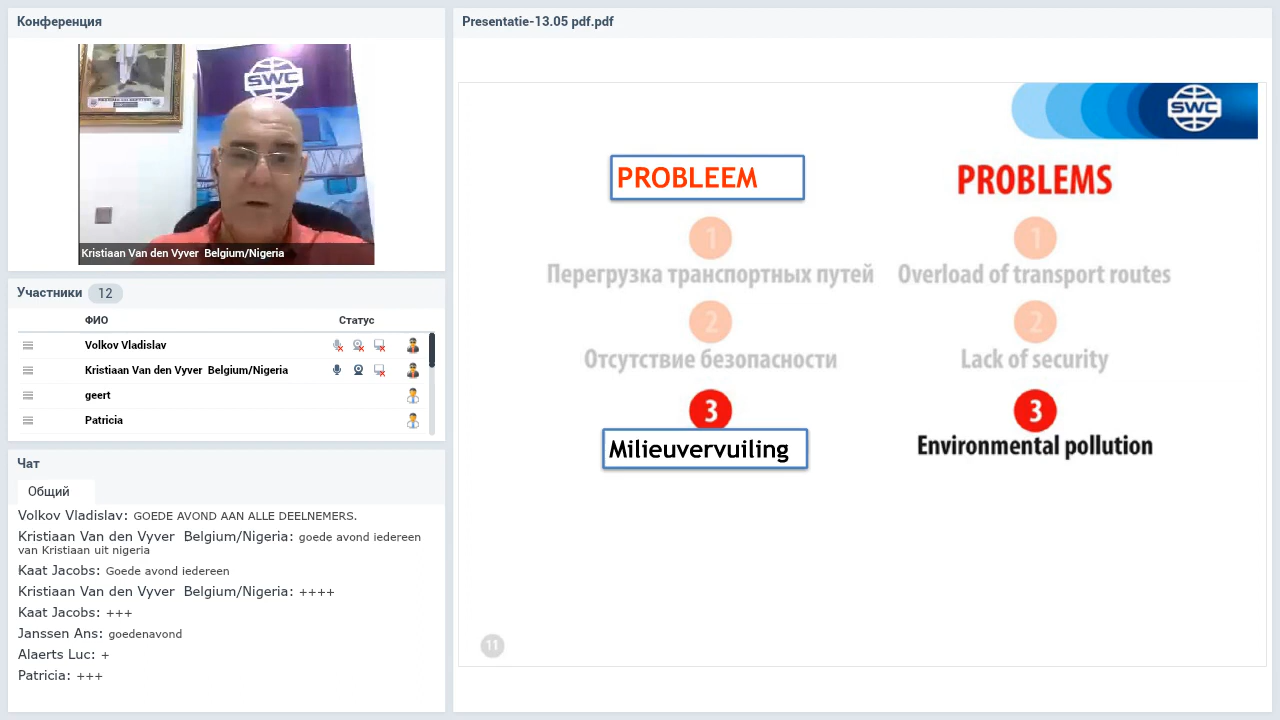 Конференция
SWC
Kristiaan Van den Vyver  Belgium/Nigeria
Участники 12
ФИО Статус
Volkov Vladislav
Kristiaan Van den Vyver  Belgium/Nigeria
geert
Patricia
Чат
Общий
Volkov Vladislav: GOEDE AVOND AAN ALLE DEELNEMERS.
Kristiaan Van den Vyver  Belgium/Nigeria: goede avond iedereen
van Kristiaan uit nigeria
Kaat Jacobs: Goede avond iedereen
Kristiaan Van den Vyver  Belgium/Nigeria: ++++
Kaat Jacobs: +++
Janssen Ans: goedenavond
Alaerts Luc: +
Patricia: +++
Presentatie-13.05 pdf.pdf
SWC
PROBLEEM PROBLEMS
1 1
Перегрузка транспортных путей Overload of transport routes
2 2
Отсутствие безопасности Lack of security
3 3
Milieuvervuiling Environmental pollution
11